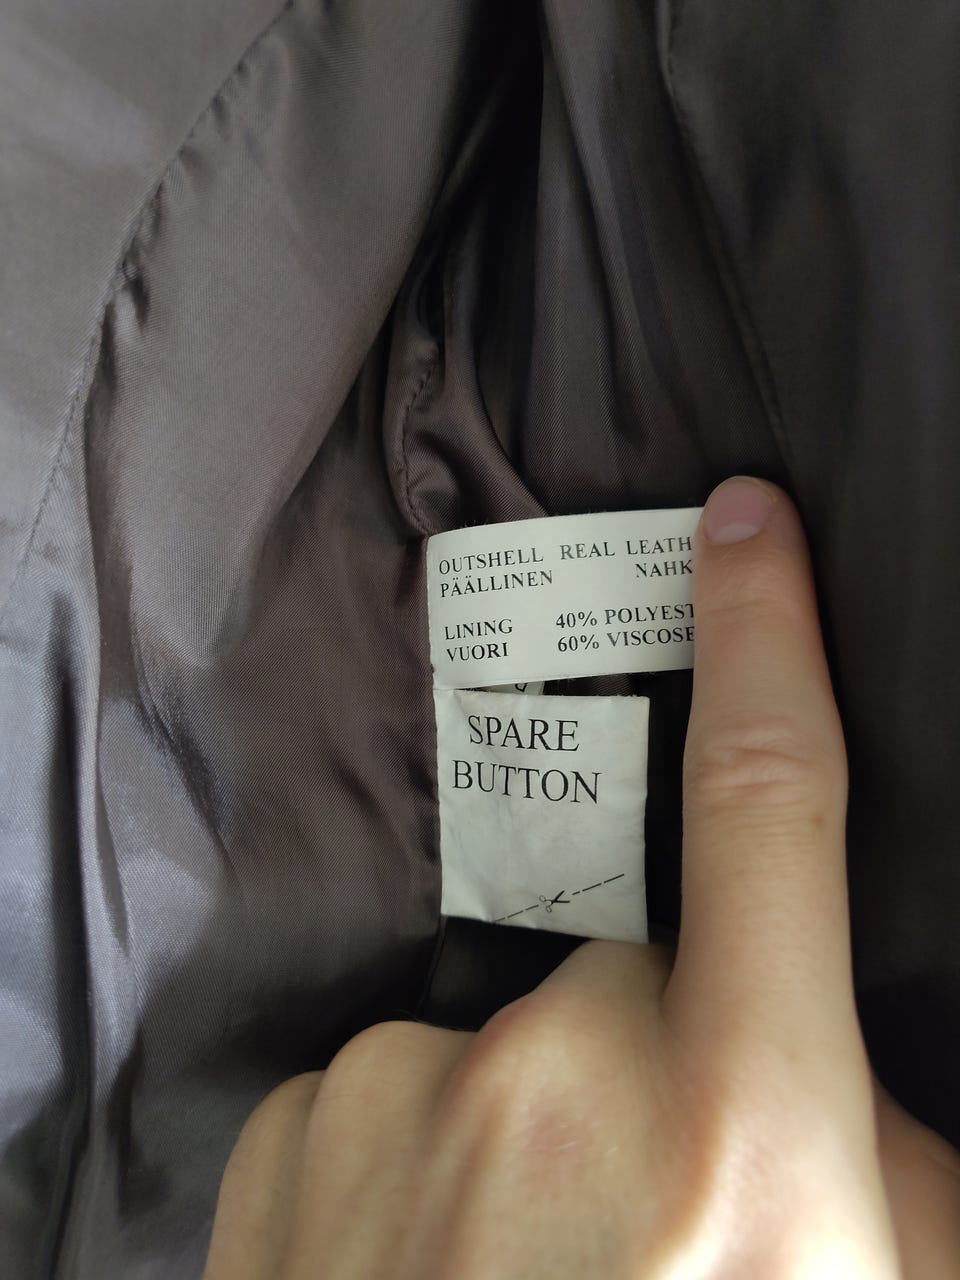 OUTSHELL REAL LEATH
PÄÄLLINEN NAHK
LINING 40% POLYEST
VUORI 60% VISCOSE
SPARE
BUTTON